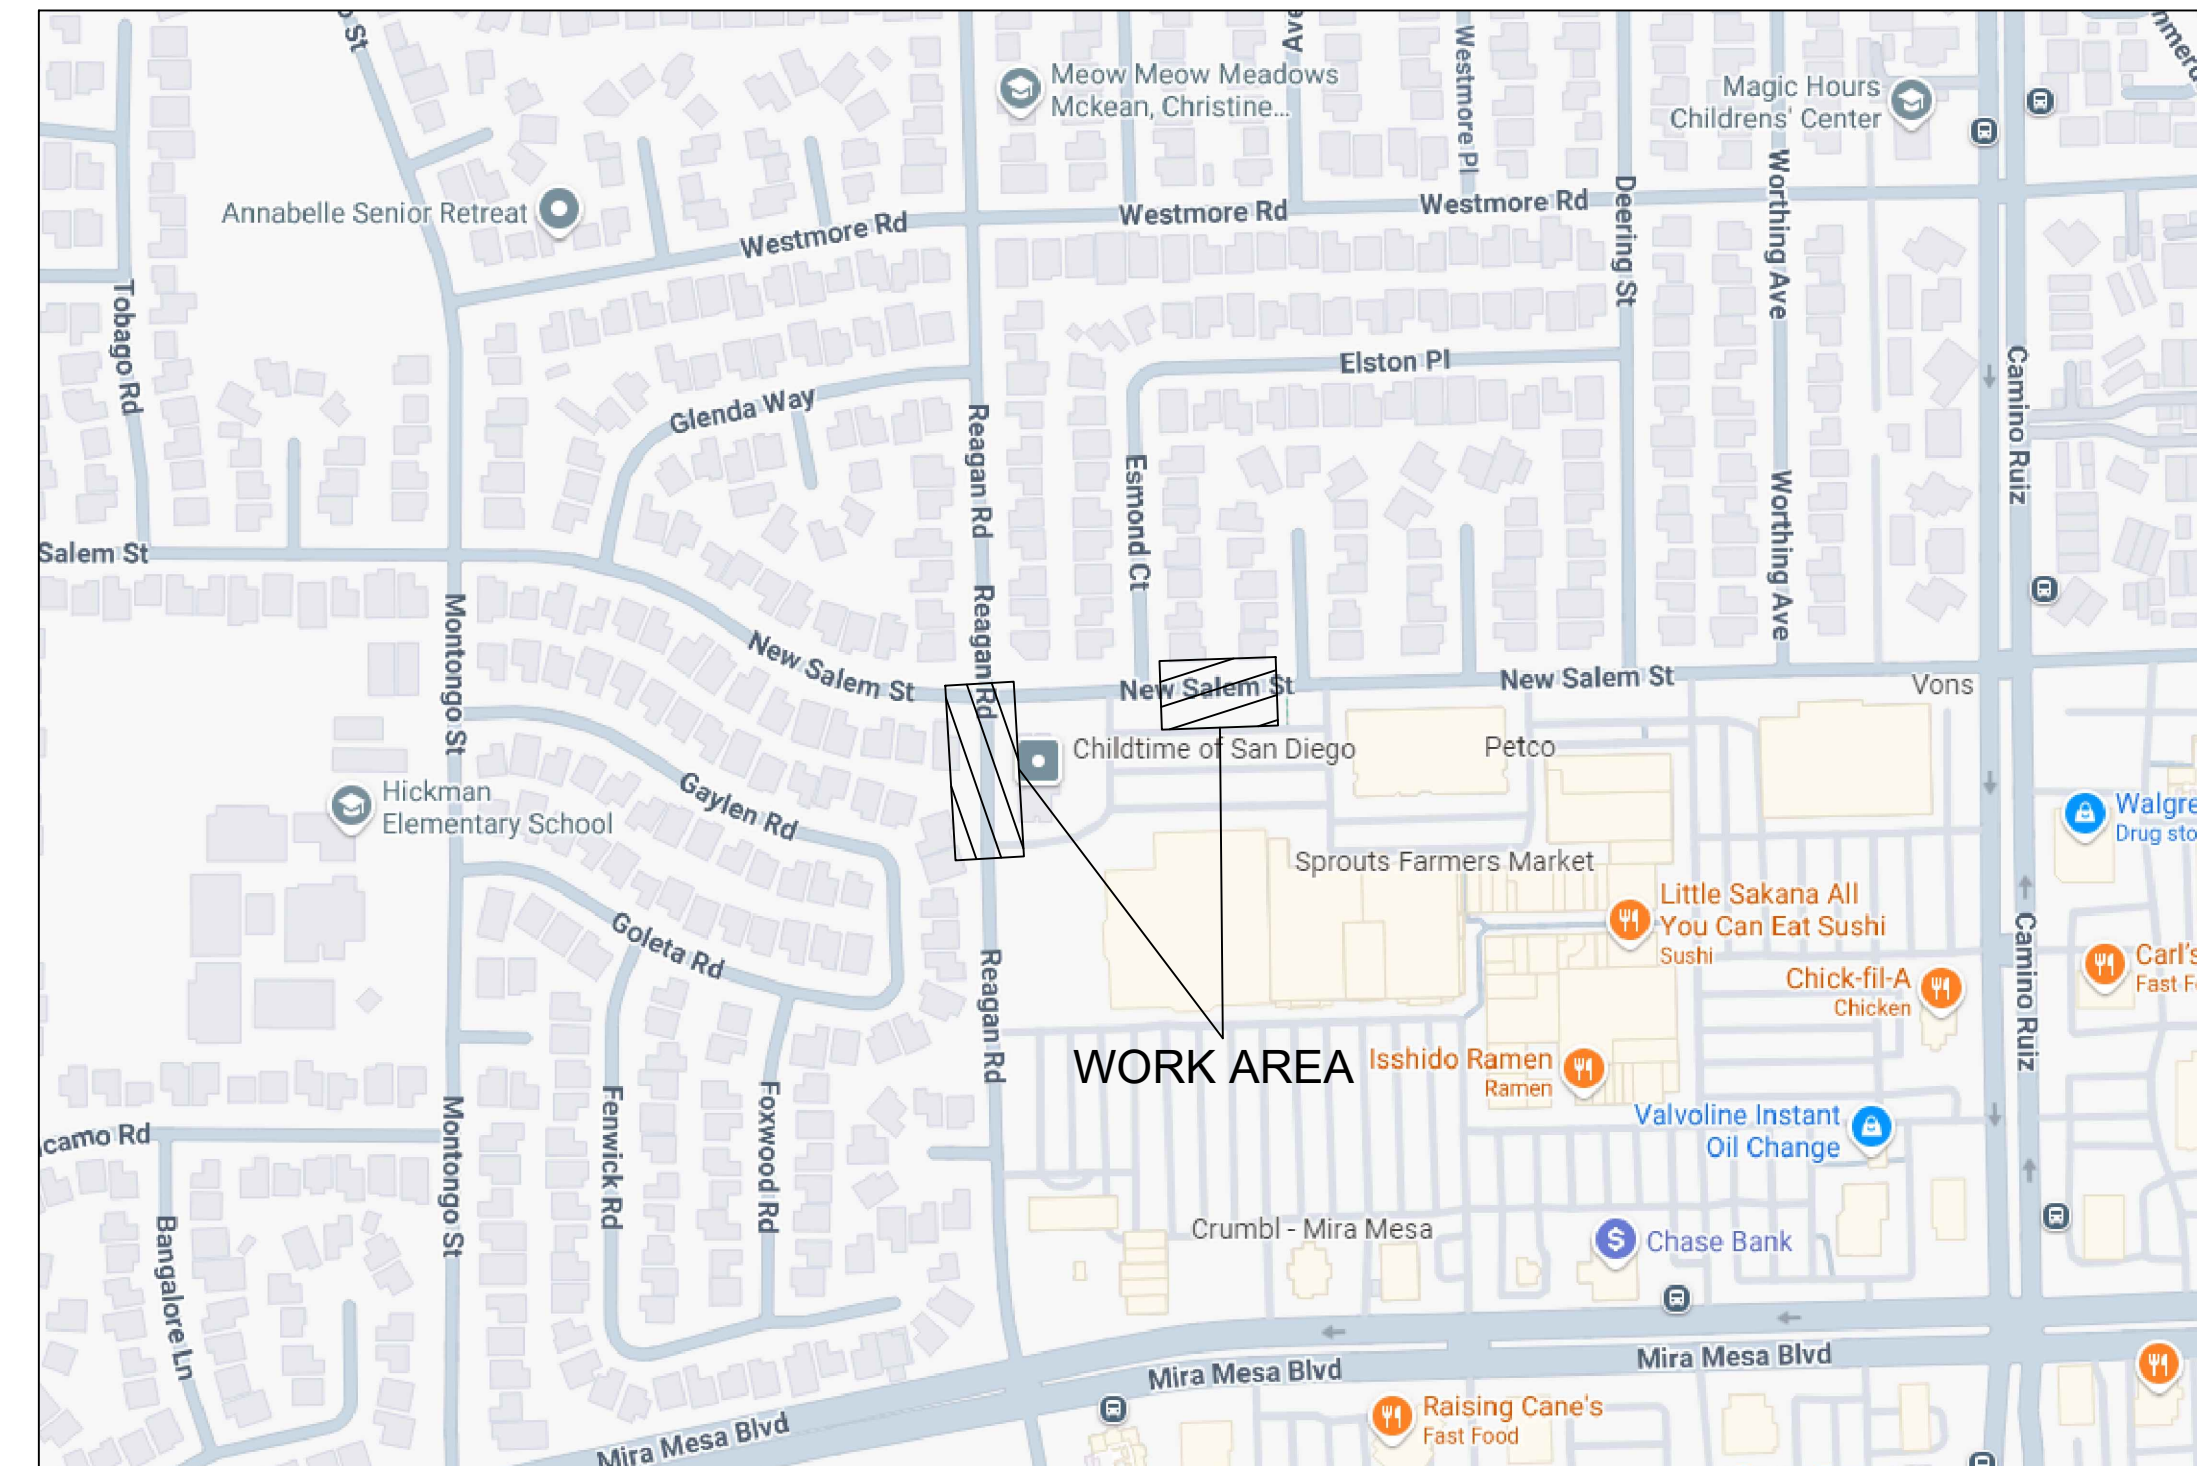 Meow Meow Meadows
Mckean, Christine...
Westmore Pl
Magic Hours
Childrens' Center
Annabelle Senior Retreat
Westmore Rd
Westmore Rd
Westmore Rd
Deering St
Worthing Ave
Tobago Rd
Elston Pl
Camino Ruiz
Glenda Way
Reagan Rd
Esmond Ct
Worthing Ave
Salem St
Montongo St
Reagan Rd
New Salem St
New Salem St
New Salem St
Vons
Childtime of San Diego
Petco
Hickman
Elementary School
Gaylen Rd
Drug sto
Sprouts Farmers Market
Little Sakana All
You Can Eat Sushi
Sushi
Goleta Rd
Reagan Rd
Chick-fil-A
Chicken
Camino Ruiz
Carl's
Fast F
WORK AREA
Isshido Ramen
Ramen
Valvoline Instant
Oil Change
camo Rd
Montongo St
Fenwick Rd
Foxwood Rd
Bangalore Ln
Crumbl - Mira Mesa
Chase Bank
Mira Mesa Blvd
Mira Mesa Blvd
Mira Mesa Blvd
Raising Cane's
Fast Food
St
Ave
Walgre